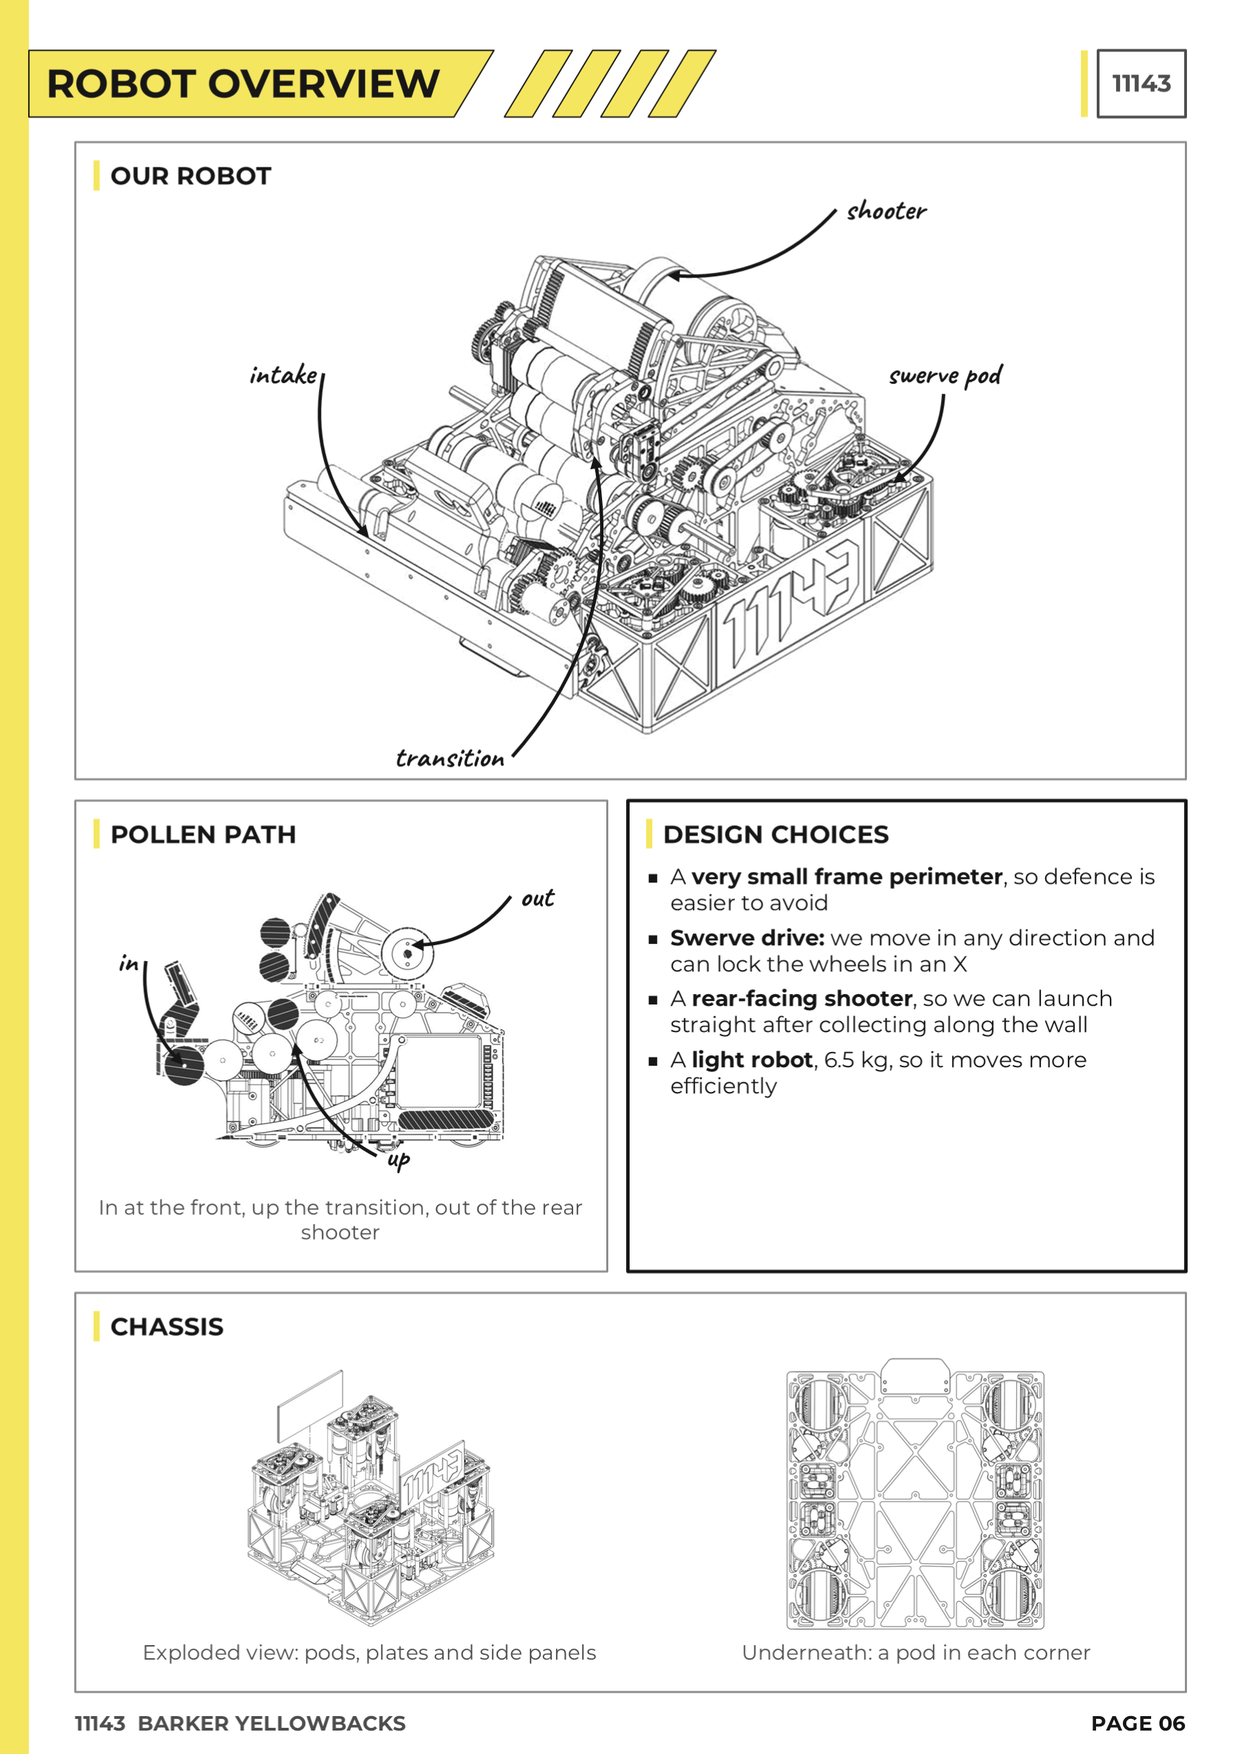 ROBOT OVERVIEW
11143
OUR ROBOT
shooter
intake
swerve pod
11143
transition
POLLEN PATH
out
in
up
In at the front, up the transition, out of the rear
shooter
DESIGN CHOICES
▪ A very small frame perimeter, so defence is
easier to avoid
▪ Swerve drive: we move in any direction and
can lock the wheels in an X
▪ A rear-facing shooter, so we can launch
straight after collecting along the wall
▪ A light robot, 6.5 kg, so it moves more
efficiently
CHASSIS
11143
Exploded view: pods, plates and side panels
Underneath: a pod in each corner
11143 BARKER YELLOWBACKS
PAGE 06